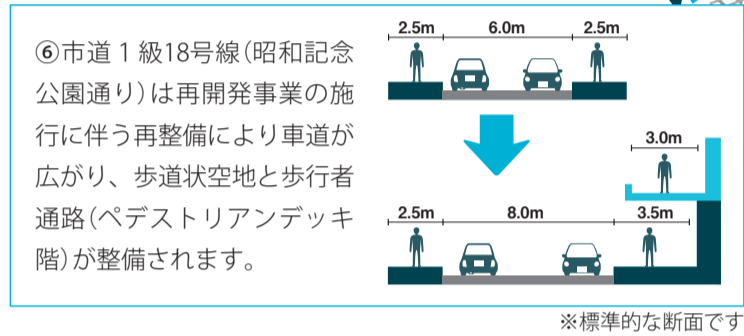 ⑥市道１級18号線(昭和記念
公園通り)は再開発事業の施
行に伴う再整備により車道が
広がり、歩道状空地と歩行者
通路(ペデストリアンデッキ
階)が整備されます。
2.5m 6.0m 2.5m
3.0m
2.5m 8.0m 3.5m
※標準的な断面です